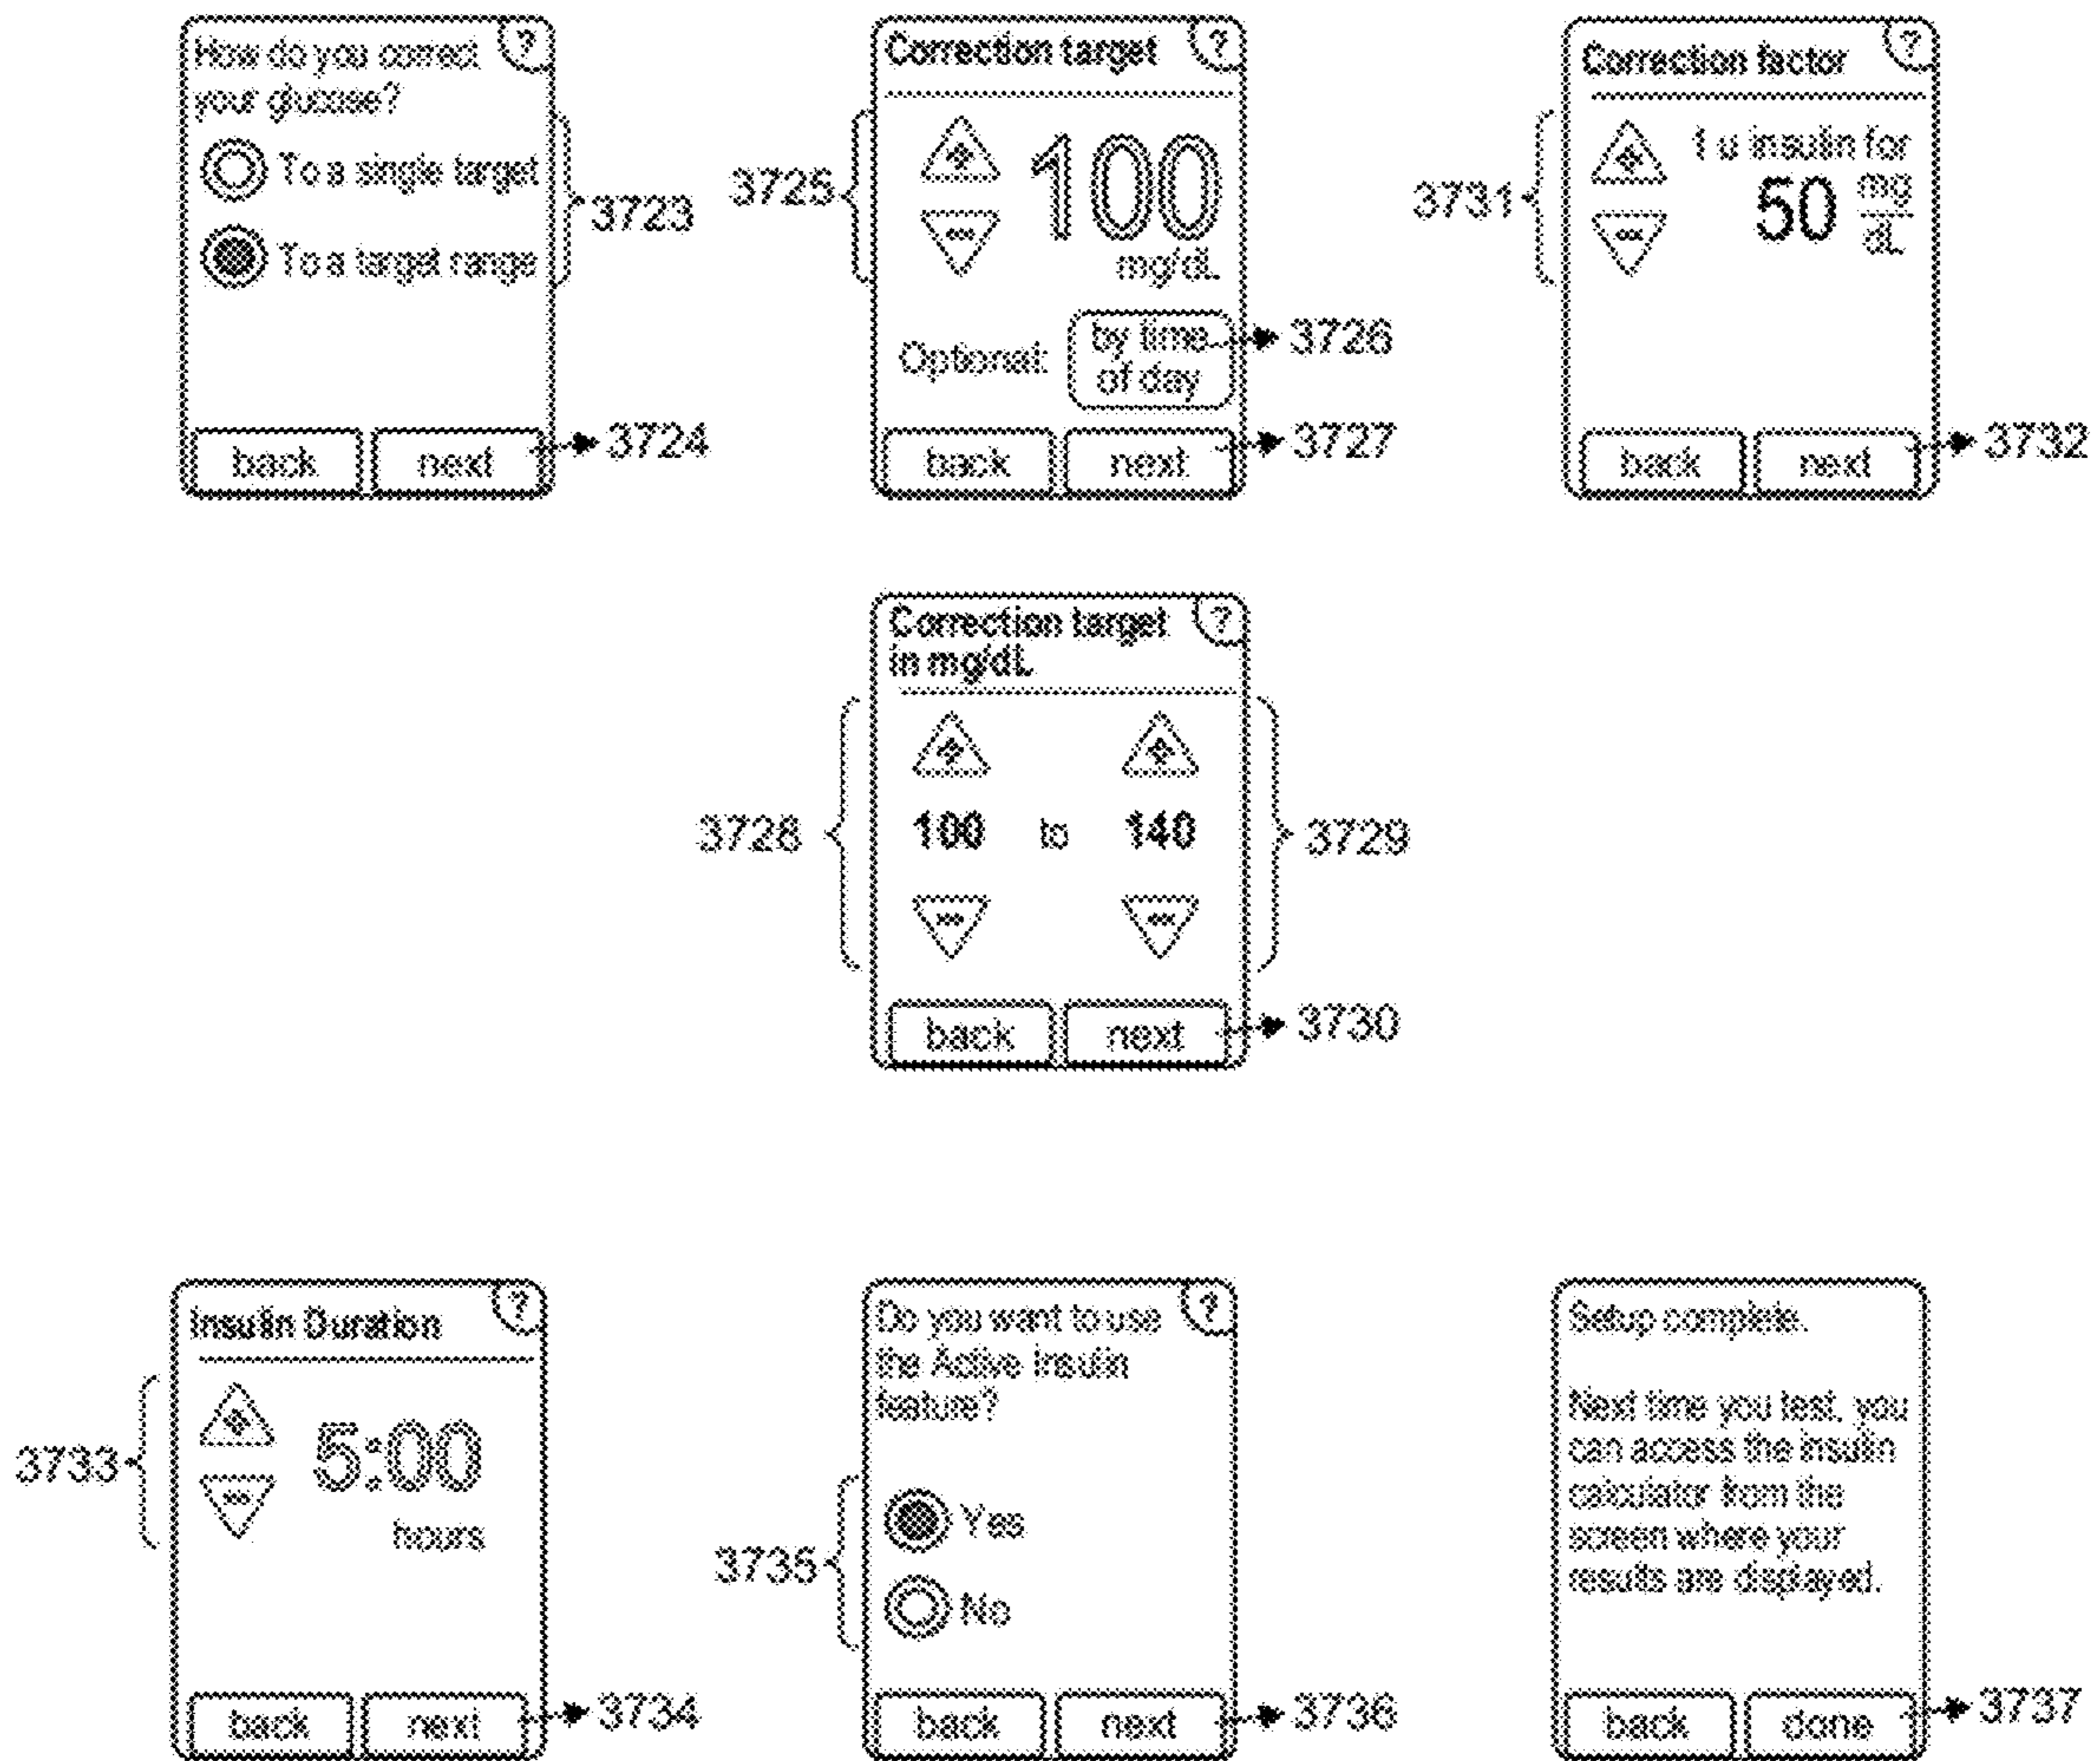 How do you correct
your glucose?
?
To a single target
To a target range
3723
back
next
3724
Correction target
?
3725
100
mg/dL
Optional:
by time
of day
3726
back
next
3727
Correction factor
?
3731
1 u insulin for
50 mg
dL
back
next
3732
Correction target
in mg/dL
?
3728
100 to 140
3729
back
next
3730
Insulin Duration
?
3733
5:00
hours
back
next
3734
Do you want to use
the Active Insulin
feature?
?
3735
Yes
No
back
next
3736
Setup complete.
Next time you test, you
can access the insulin
calculator from the
screen where your
results are displayed.
back
done
3737